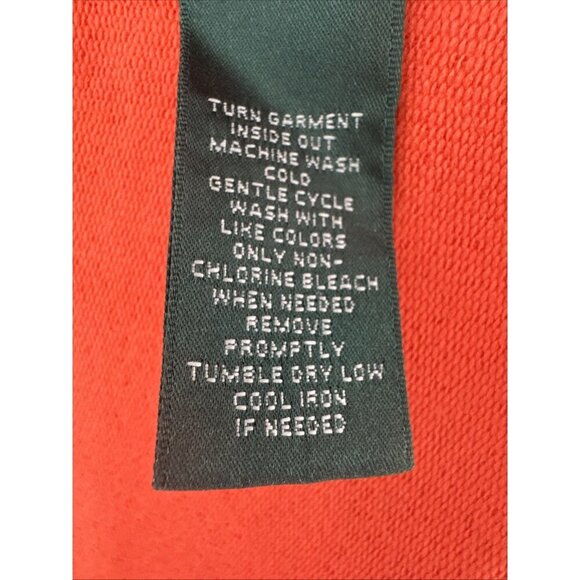 TURN GARMENT
INSIDE OUT
MACHINE WASH
COLD
GENTLE CYCLE
WASH WITH
LIKE COLORS
ONLY NON-
CHLORINE BLEACH
WHEN NEEDED
REMOVE
PROMPTLY
TUMBLE DRY LOW
COOL IRON
IF NEEDED